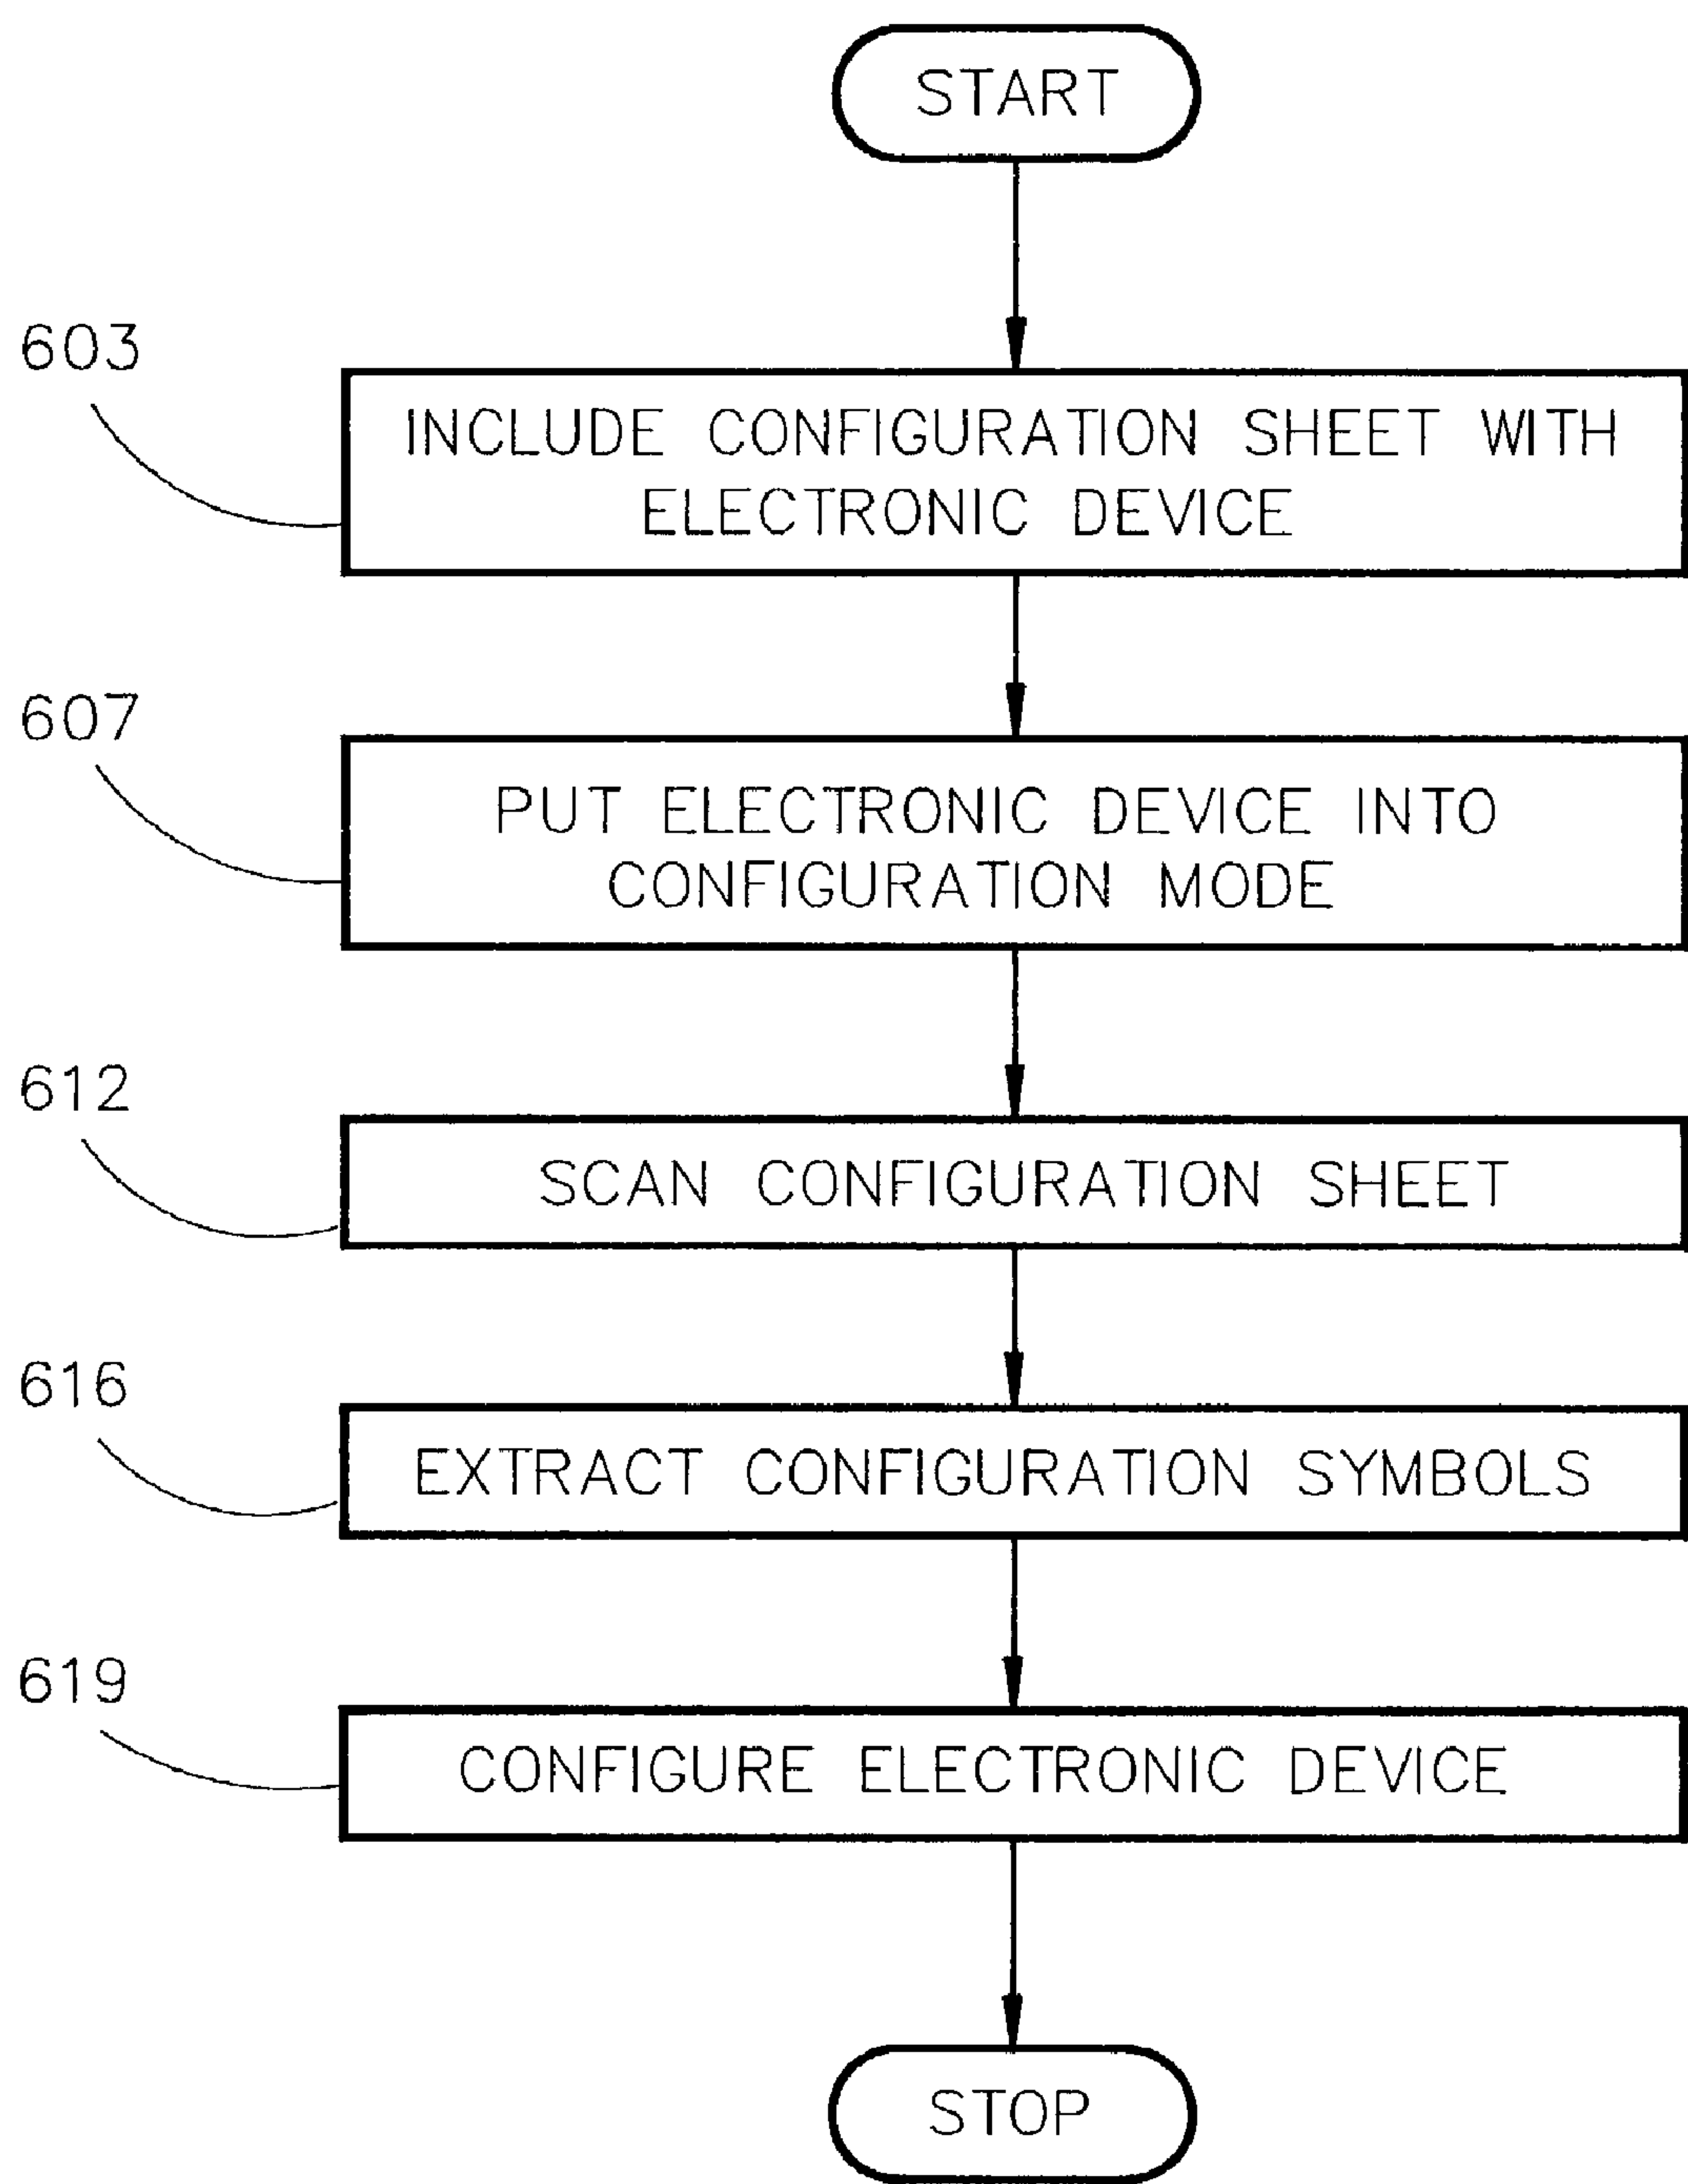 START
603
INCLUDE CONFIGURATION SHEET WITH
ELECTRONIC DEVICE
607
PUT ELECTRONIC DEVICE INTO
CONFIGURATION MODE
612
SCAN CONFIGURATION SHEET
616
EXTRACT CONFIGURATION SYMBOLS
619
CONFIGURE ELECTRONIC DEVICE
STOP